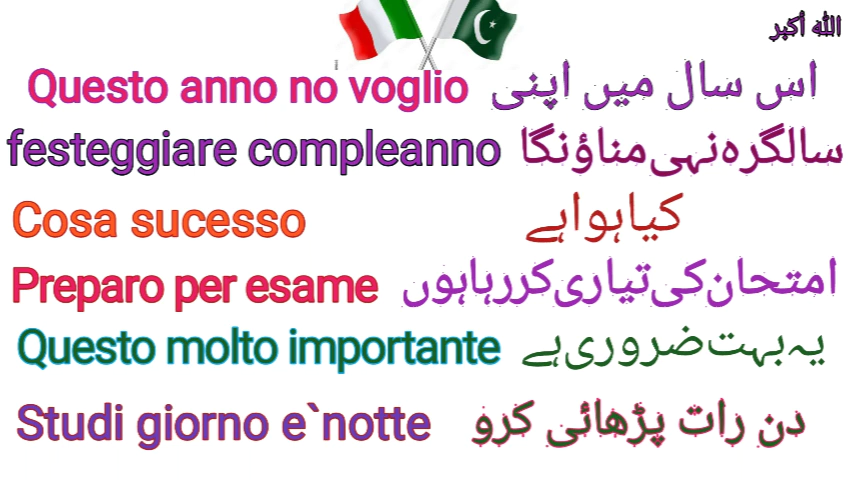 الله أكبر
Questo anno no voglio اس سال میں اپنی
festeggiare compleanno سالگرہ نہی مناؤنگا
Cosa sucesso کیا ہوا ہے
Preparo per esame امتحان کی تیاری کر رہا ہوں
Questo molto importante یہ بہت ضروری ہے
Studi giorno e`notte دن رات پڑھائی کرو